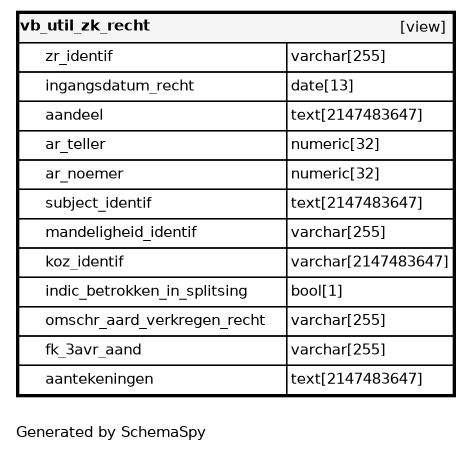 vb_util_zk_recht [view]
zr_identif varchar[255]
ingangsdatum_recht date[13]
aandeel text[2147483647]
ar_teller numeric[32]
ar_noemer numeric[32]
subject_identif text[2147483647]
mandeligheid_identif varchar[255]
koz_identif varchar[2147483647]
indic_betrokken_in_splitsing bool[1]
omschr_aard_verkregen_recht varchar[255]
fk_3avr_aand varchar[255]
aantekeningen text[2147483647]
Generated by SchemaSpy